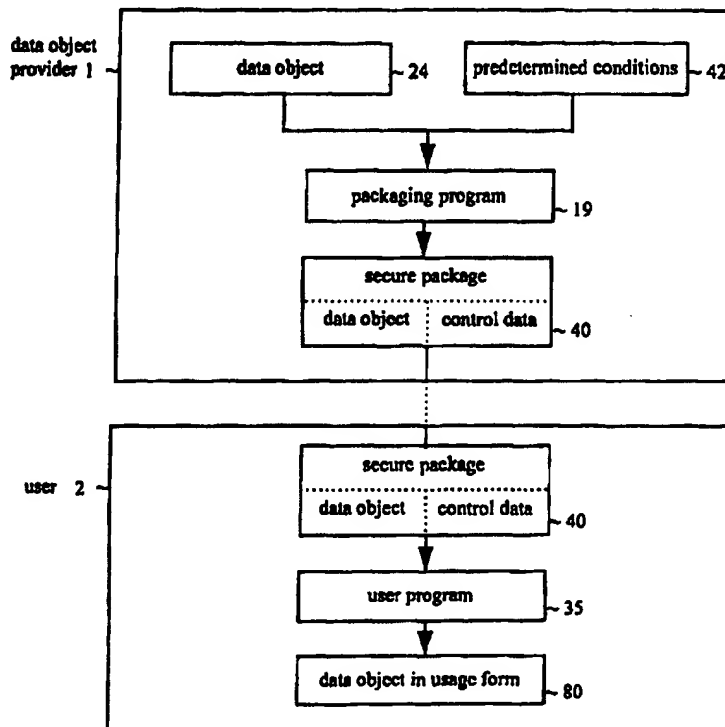 data object
provider 1
data object
~ 24
predetermined conditions
~ 42
packaging program
~ 19
secure package
data object
control data
~ 40
user 2
secure package
data object
control data
~ 40
user program
~ 35
data object in usage form
~ 80